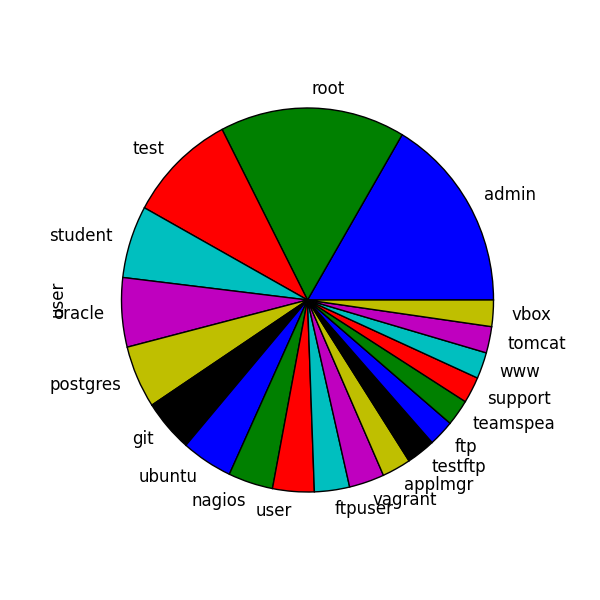 root
admin
test
student
user
oracle
postgres
git
ubuntu
nagios
user
ftpuser
vagrant
applmgr
testftp
ftp
teamspea
support
www
tomcat
vbox